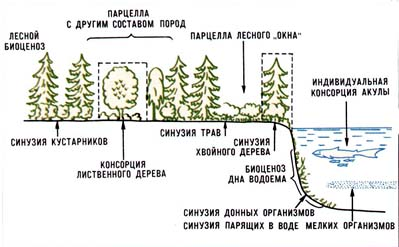 ЛЕСНОЙ
БИОЦЕНОЗ
ПАРЦЕЛЛА
С ДРУГИМ СОСТАВОМ ПОРОД
ПАРЦЕЛЛА ЛЕСНОГО „ОКНА"
ИНДИВИДУАЛЬНАЯ
КОНСОРЦИЯ АКУЛЫ
СИНУЗИЯ КУСТАРНИКОВ
КОНСОРЦИЯ
ЛИСТВЕННОГО ДЕРЕВА
СИНУЗИЯ ТРАВ
СИНУЗИЯ
ХВОЙНОГО ДЕРЕВА
БИОЦЕНОЗ
ДНА ВОДОЕМА
СИНУЗИЯ ДОННЫХ ОРГАНИЗМОВ
СИНУЗИЯ ПАРЯЩИХ В ВОДЕ МЕЛКИХ ОРГАНИЗМОВ